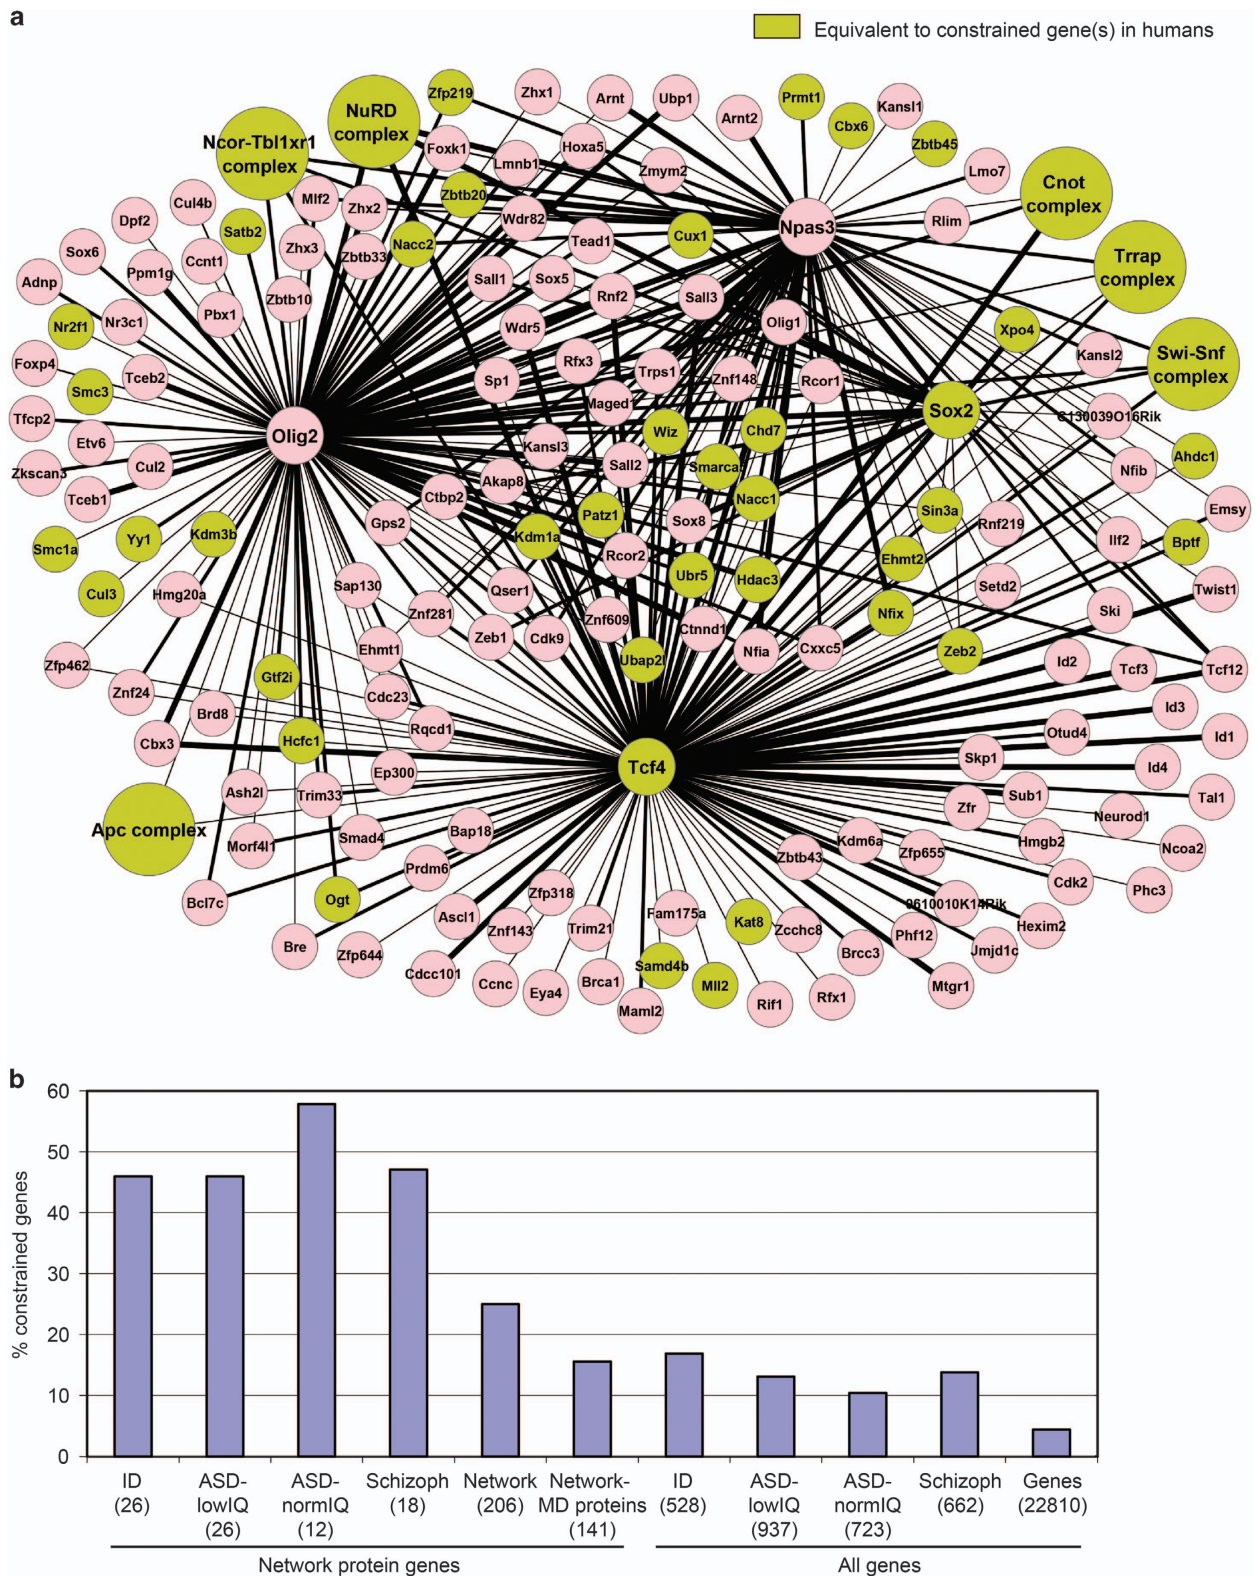 a
Equivalent to constrained gene(s) in humans
NuRD
complex
Zfp219
Zhx1
Arnt
Ubp1
Arnt2
Prmt1
Cbx6
Kansl1
Zbtb45
Ncor-Tbl1xr1
complex
Foxk1
Lmnb1
Hoxa5
Zmym2
Lmo7
Cnot
complex
Cul4b
Mlf2
Zhx2
Zbtb20
Wdr82
Npas3
Rlim
Dpf2
Satb2
Zhx3
Zbtb33
Nacc2
Tead1
Cux1
Trrap
complex
Sox6
Ccnt1
Ppm1g
Adnp
Zbtb10
Sall1
Sox5
Rnf2
Sall3
Nr2f1
Nr3c1
Pbx1
Wdr5
Olig1
Xpo4
Kansl2
Swi-Snf
complex
Foxp4
Smc3
Tceb2
Sp1
Rfx3
Trps1
Znf148
Rcor1
Maged1
Sox2
C130039O16Rik
Tfcp2
Etv6
Olig2
Kansl3
Wiz
Chd7
Zkscan3
Cul2
Tceb1
Akap8
Sall2
Smarca
Nfib
Ahdc1
Ctbp2
Nacc1
Sin3a
Emsy
Gps2
Kdm1a
Patz1
Sox8
Rnf219
Ilf2
Bptf
Smc1a
Yy1
Kdm3b
Rcor2
Ehmt2
Cul3
Hmg20a
Sap130
Qser1
Ubr5
Hdac3
Setd2
Twist1
Znf281
Znf609
Nfix
Ski
Zeb1
Cdk9
Ctnnd1
Nfia
Cxxc5
Zeb2
Zfp462
Gtf2i
Ehmt1
Ubap2l
Id2
Tcf3
Tcf12
Znf24
Cdc23
Brd8
Rqcd1
Id3
Cbx3
Hcfc1
Otud4
Id1
Tcf4
Skp1
Id4
Ep300
Ash2l
Trim33
Sub1
Tal1
Zfr
Neurod1
Apc complex
Morf4l1
Smad4
Bap18
Kdm6a
Hmgb2
Ncoa2
Zbtb43
Zfp655
Prdm6
Cdk2
Phc3
Bcl7c
Ogt
Zfp318
9610010K14Rik
Ascl1
Fam175a
Kat8
Hexim2
Bre
Zfp644
Znf143
Trim21
Zcchc8
Phf12
Brcc3
Jmjd1c
Cdcc101
Samd4b
Ccnc
Eya4
Brca1
Mll2
Mtgr1
Maml2
Rif1
Rfx1
b
% constrained genes
60
50
40
30
20
10
0
ID
(26)
ASD-
lowIQ
(26)
ASD-
normIQ
(12)
Schizoph
(18)
Network
(206)
Network-
MD proteins
(141)
ID
(528)
ASD-
lowIQ
(937)
ASD-
normIQ
(723)
Schizoph
(662)
Genes
(22810)
Network protein genes
All genes